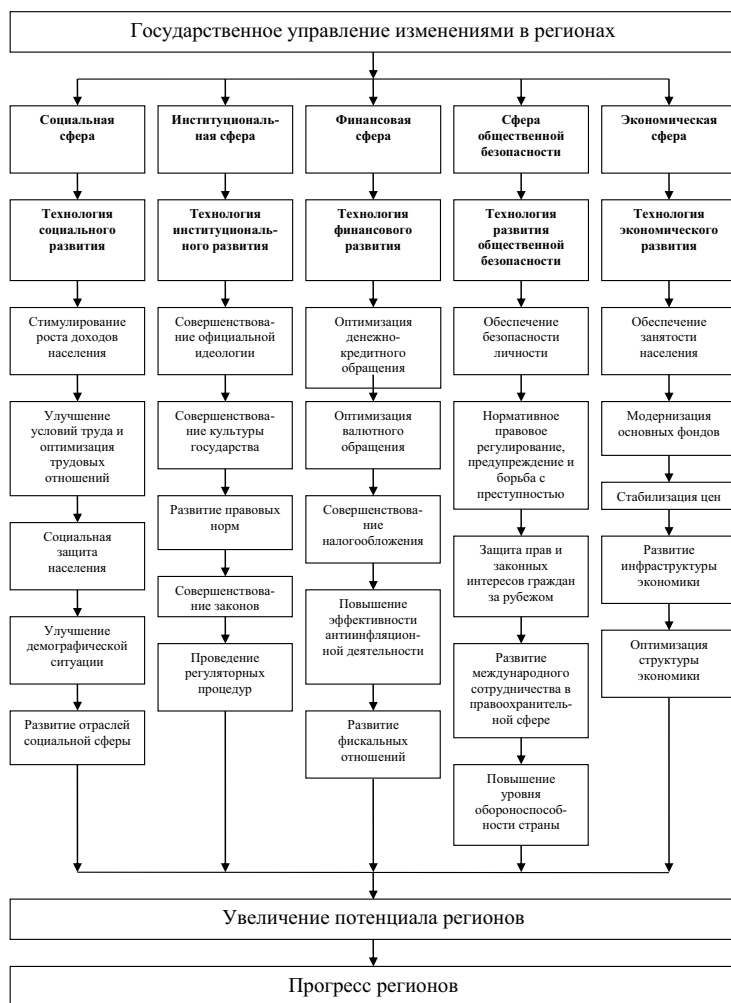 Государственное управление изменениями в регионах
Социальная
сфера
Институциональ-
ная сфера
Финансовая
сфера
Сфера
общественной
безопасности
Экономическая
сфера
Технология
социального
развития
Технология
институциональ-
ного развития
Технология
финансового
развития
Технология
развития
общественной
безопасности
Технология
экономического
развития
Стимулирование
роста доходов
населения
Улучшение
условий труда и
оптимизация
трудовых
отношений
Социальная
защита
населения
Улучшение
демографической
ситуации
Развитие отраслей
социальной сферы
Совершенствова-
ние официальной
идеологии
Совершенствова-
ние культуры
государства
Развитие правовых
норм
Совершенствова-
ние законов
Проведение
регуляторных
процедур
Оптимизация
денежно-
кредитного
обращения
Оптимизация
валютного
обращения
Совершенствова-
ние
налогообложения
Повышение
эффективности
антиинфляцион-
ной деятельности
Развитие
фискальных
отношений
Обеспечение
безопасности
личности
Нормативное
правовое
регулирование,
предупреждение и
борьба с
преступностью
Защита прав и
законных
интересов граждан
за рубежом
Развитие
международного
сотрудничества в
правоохранитель-
ной сфере
Повышение
уровня
обороноспособ-
ности страны
Обеспечение
занятости
населения
Модернизация
основных фондов
Стабилизация цен
Развитие
инфраструктуры
экономики
Оптимизация
структуры
экономики
Увеличение потенциала регионов
Прогресс регионов